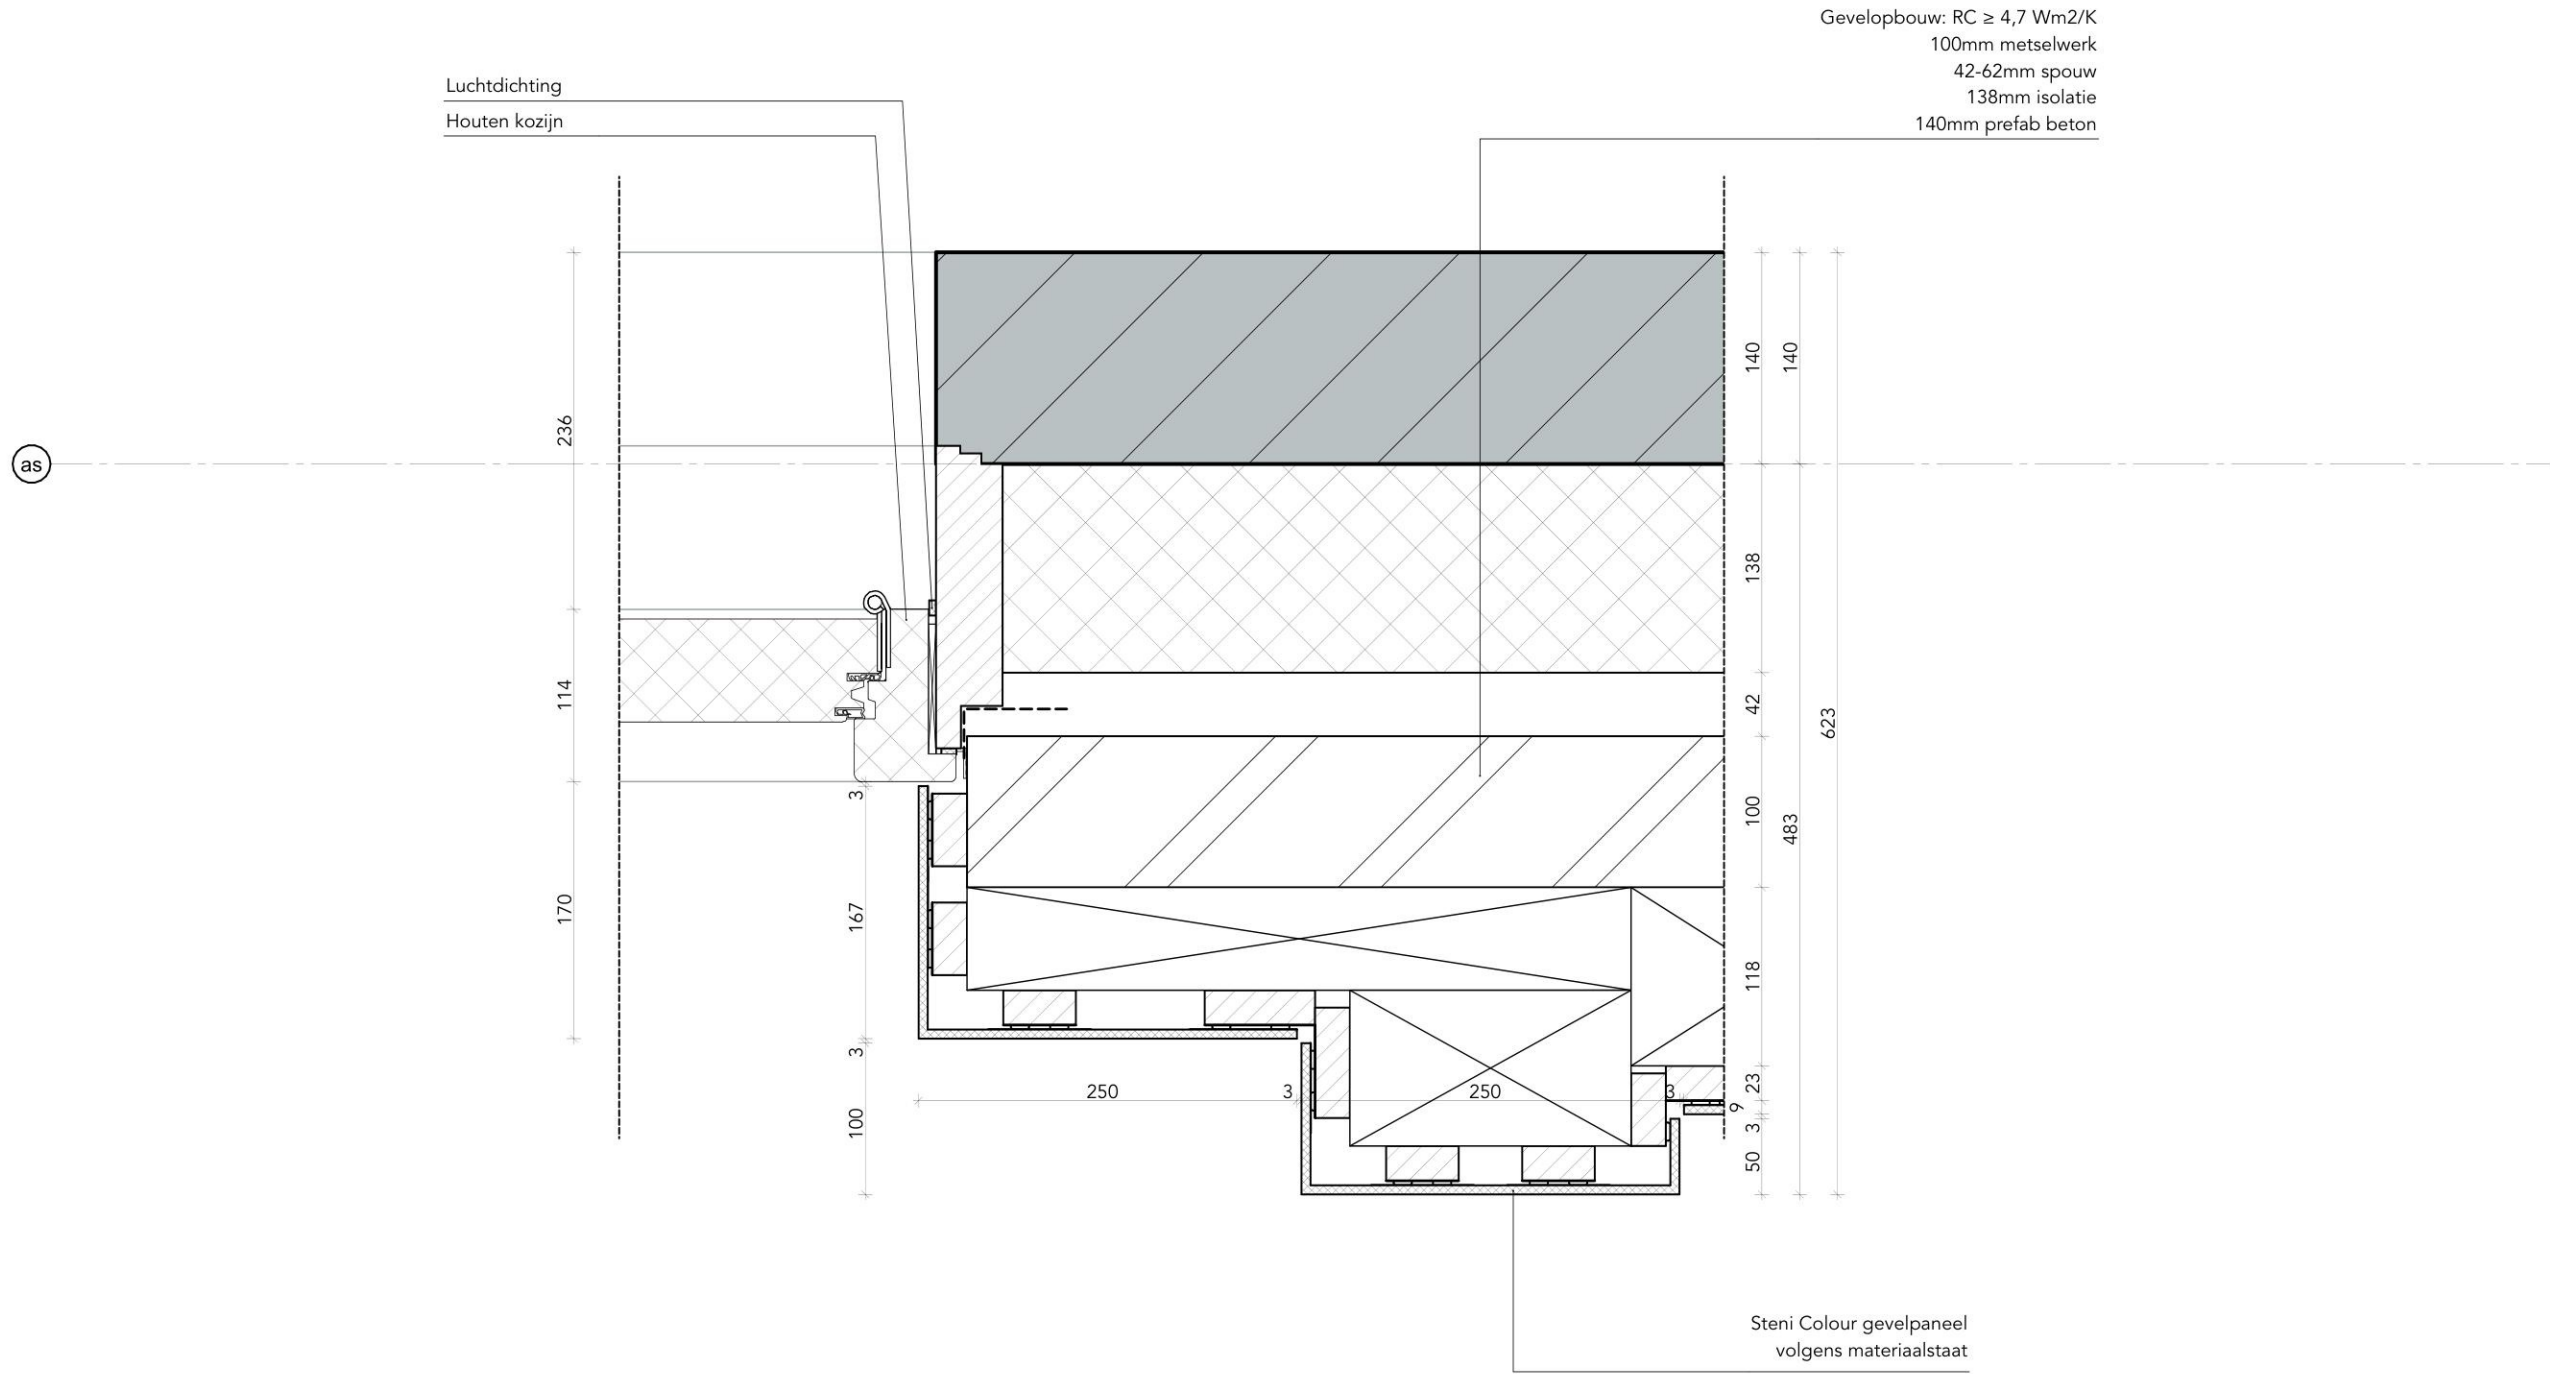 Gevelopbouw: RC ≥ 4,7 Wm2/K
100mm metselwerk
42-62mm spouw
138mm isolatie
140mm prefab beton
Luchtdichting
Houten kozijn
as
236
114
170
3
167
3
100
250
3
250
3
140
138
42
100
118
23
9
3
50
140
483
623
Steni Colour gevelpaneel
volgens materiaalstaat